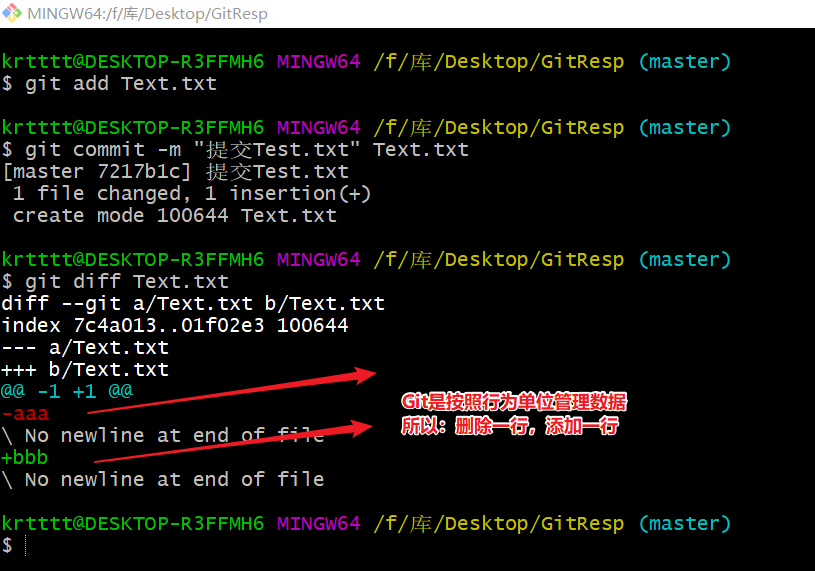 MINGW64:/f/库/Desktop/GitResp
krtttt@DESKTOP-R3FFMH6 MINGW64 /f/库/Desktop/GitResp (master)
$ git add Text.txt
krtttt@DESKTOP-R3FFMH6 MINGW64 /f/库/Desktop/GitResp (master)
$ git commit -m "提交Test.txt" Text.txt
[master 7217b1c] 提交Test.txt
 1 file changed, 1 insertion(+)
 create mode 100644 Text.txt
krtttt@DESKTOP-R3FFMH6 MINGW64 /f/库/Desktop/GitResp (master)
$ git diff Text.txt
diff --git a/Text.txt b/Text.txt
index 7c4a013..01f02e3 100644
--- a/Text.txt
+++ b/Text.txt
@@ -1 +1 @@
-aaa
\ No newline at end of file
+bbb
\ No newline at end of file
Git是按照行为单位管理数据
所以：删除一行，添加一行
krtttt@DESKTOP-R3FFMH6 MINGW64 /f/库/Desktop/GitResp (master)
$